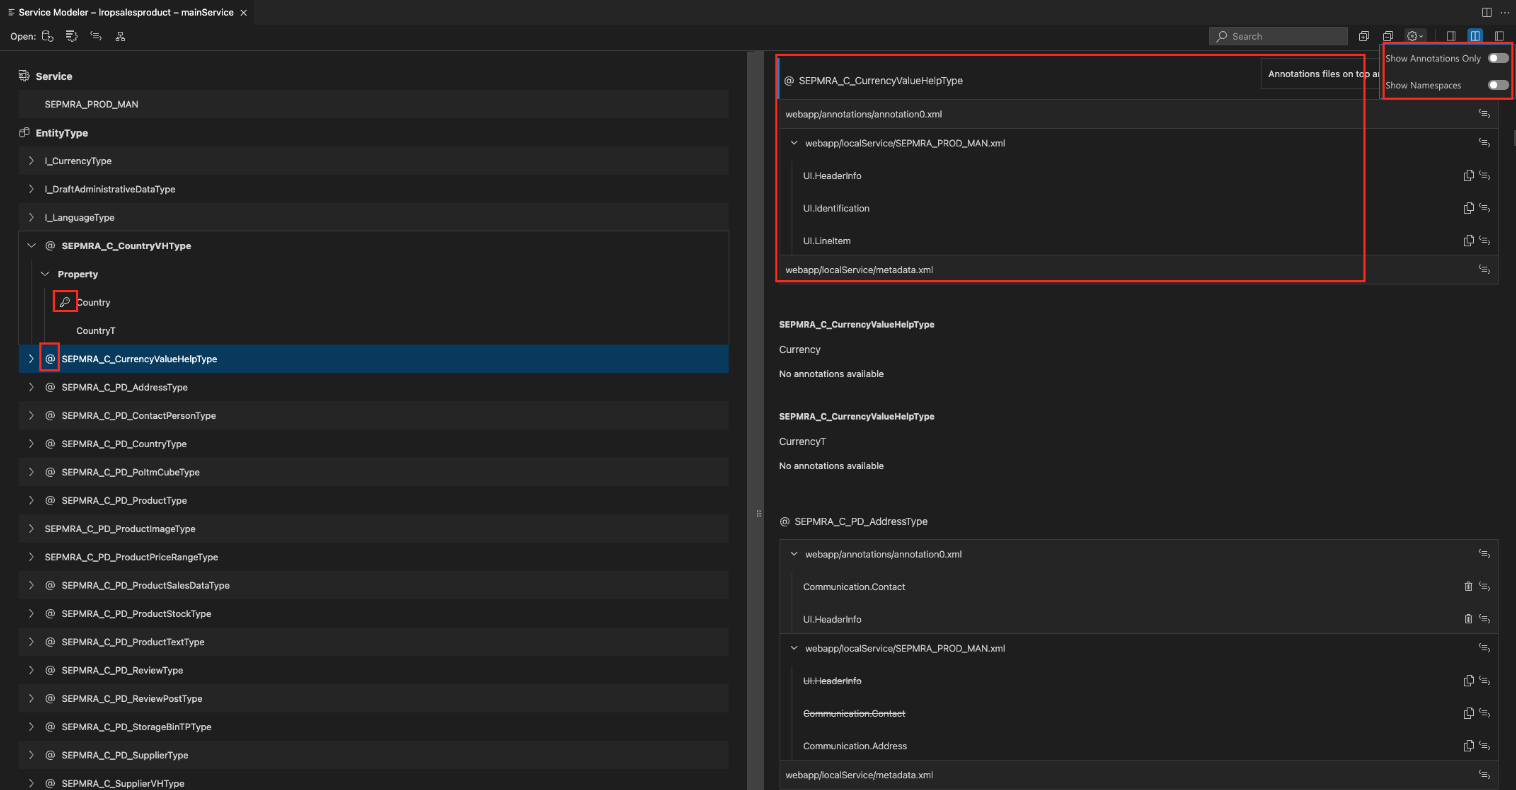 Service Modeler – lropsalesproduct – mainService
Open:
Search
Show Annotations Only
Show Namespaces
Service
SEPMRA_PROD_MAN
EntityType
I_CurrencyType
I_DraftAdministrativeDataType
I_LanguageType
@ SEPMRA_C_CountryVHType
Property
Country
CountryT
@ SEPMRA_C_CurrencyValueHelpType
@ SEPMRA_C_PD_AddressType
@ SEPMRA_C_PD_ContactPersonType
@ SEPMRA_C_PD_CountryType
@ SEPMRA_C_PD_PoItmCubeType
@ SEPMRA_C_PD_ProductType
SEPMRA_C_PD_ProductImageType
SEPMRA_C_PD_ProductPriceRangeType
@ SEPMRA_C_PD_ProductSalesDataType
@ SEPMRA_C_PD_ProductStockType
@ SEPMRA_C_PD_ProductTextType
@ SEPMRA_C_PD_ReviewType
@ SEPMRA_C_PD_ReviewPostType
@ SEPMRA_C_PD_StorageBinTPType
@ SEPMRA_C_PD_SupplierType
@ SEPMRA_C_SupplierVHType
@ SEPMRA_C_CurrencyValueHelpType
Annotations files on top
webapp/annotations/annotation0.xml
webapp/localService/SEPMRA_PROD_MAN.xml
UI.HeaderInfo
UI.Identification
UI.LineItem
webapp/localService/metadata.xml
SEPMRA_C_CurrencyValueHelpType
Currency
No annotations available
SEPMRA_C_CurrencyValueHelpType
CurrencyT
No annotations available
@ SEPMRA_C_PD_AddressType
webapp/annotations/annotation0.xml
Communication.Contact
UI.HeaderInfo
webapp/localService/SEPMRA_PROD_MAN.xml
UI.HeaderInfo
Communication.Contact
Communication.Address
webapp/localService/metadata.xml